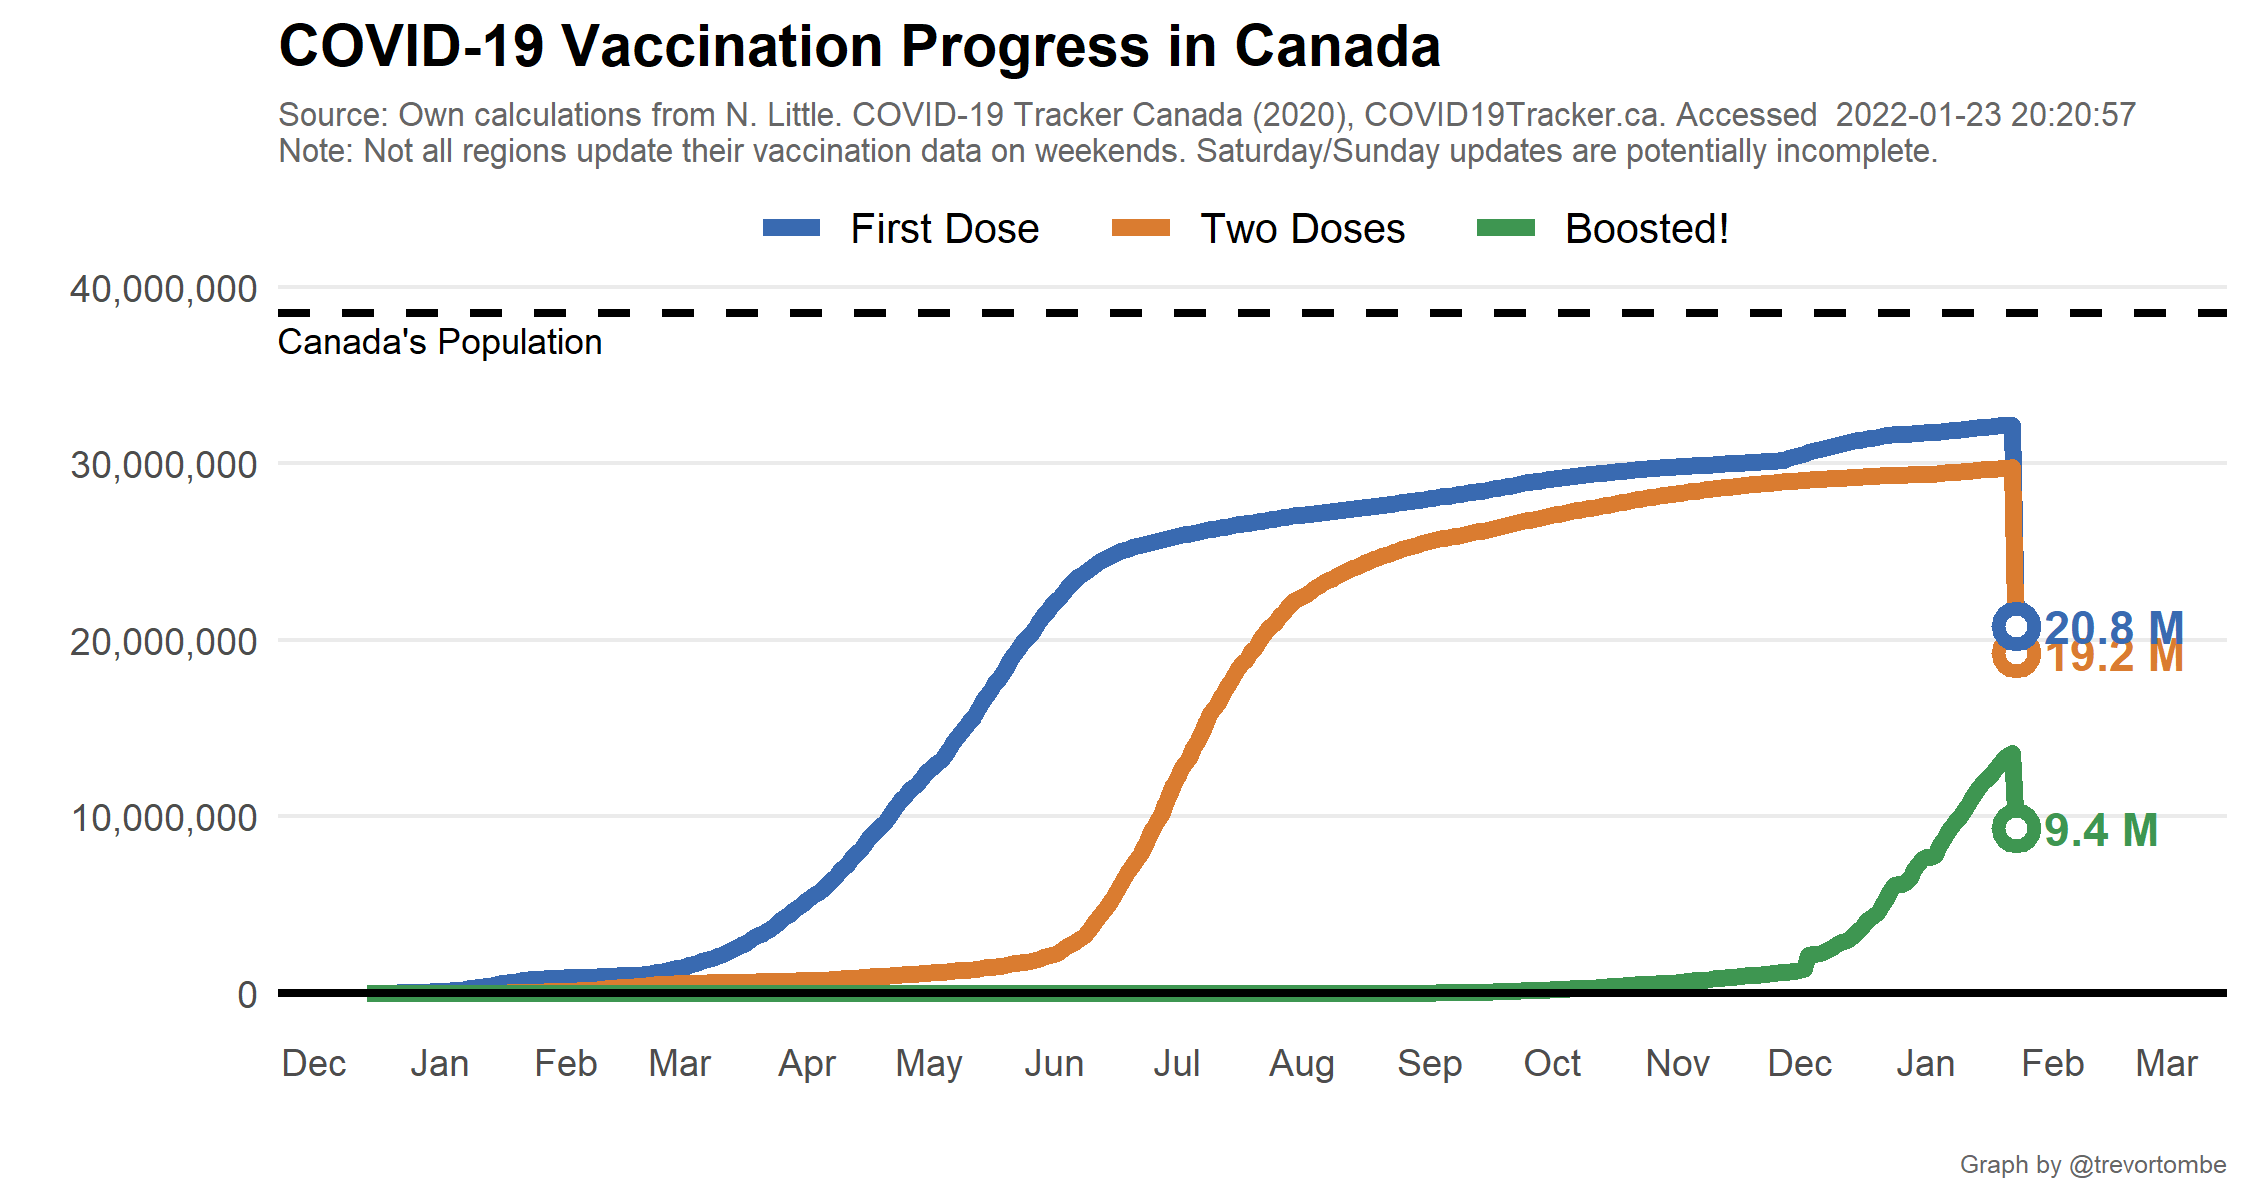 COVID-19 Vaccination Progress in Canada
Source: Own calculations from N. Little. COVID-19 Tracker Canada (2020), COVID19Tracker.ca. Accessed  2022-01-23 20:20:57
Note: Not all regions update their vaccination data on weekends. Saturday/Sunday updates are potentially incomplete.
First Dose Two Doses Boosted!
40,000,000
Canada's Population
30,000,000
20,000,000
20.8 M
19.2 M
10,000,000
9.4 M
0
Dec Jan Feb Mar Apr May Jun Jul Aug Sep Oct Nov Dec Jan Feb Mar
Graph by @trevortombe